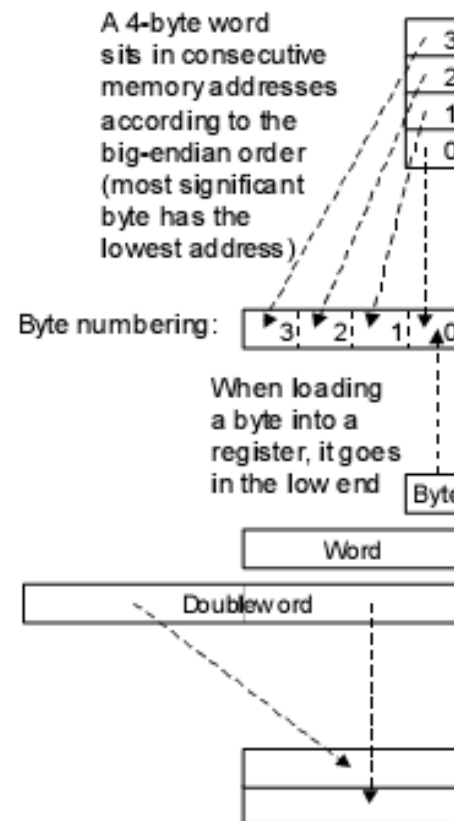 A 4-byte word
sits in consecutive
memory addresses
according to the
big-endian order
(most significant
byte has the
lowest address)
3
2
1
0
Byte numbering: 3 2 1 0
When loading
a byte into a
register, it goes
in the low end
Byte
Word
Doubleword